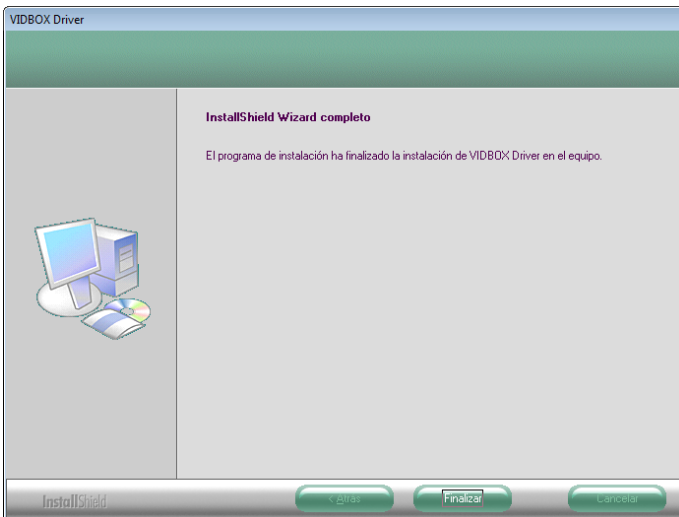 VIDBOX Driver
InstallShield Wizard completo
El programa de instalación ha finalizado la instalación de VIDBOX Driver en el equipo.
InstallShield
< Atrás
Finalizar
Cancelar